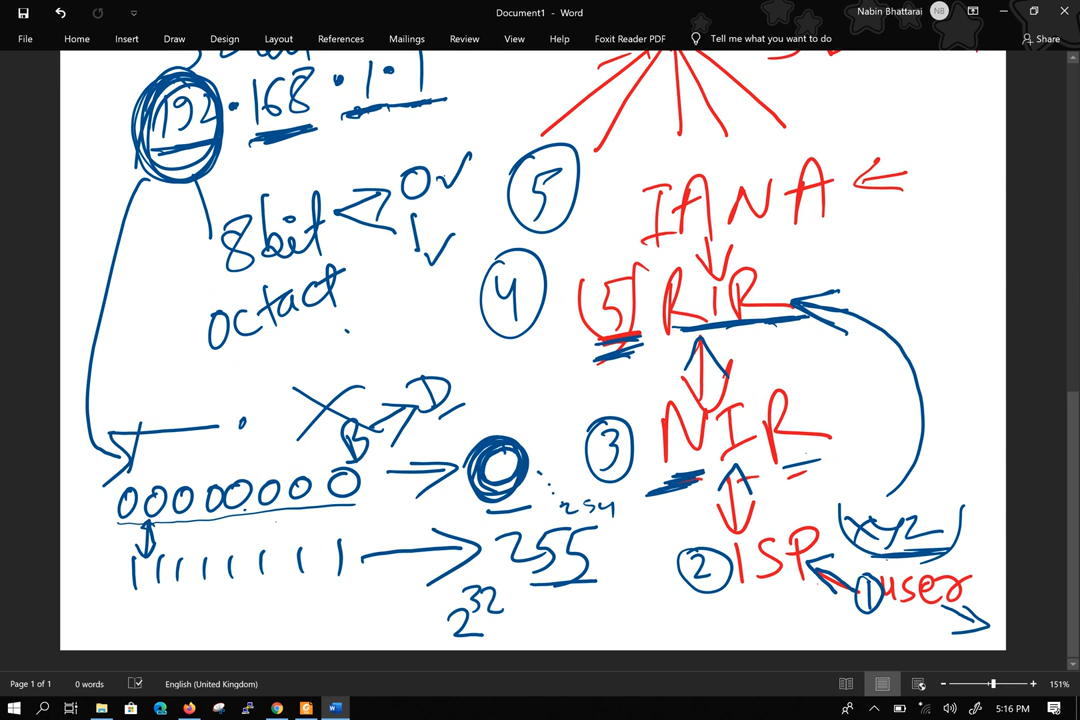 Document1 - Word
Nabin Bhattarai
NB
File Home Insert Draw Design Layout References Mailings Review View Help Foxit Reader PDF Tell me what you want to do Share
192.168.1.1
8bit
0
1
octact
5
IANA
4
(5) RIR
B
D
3
NIR
00000000
0
254
11111111
255
2^32
2
ISP
XYZ
1
user
Page 1 of 1 0 words English (United Kingdom) 151%
5:16 PM